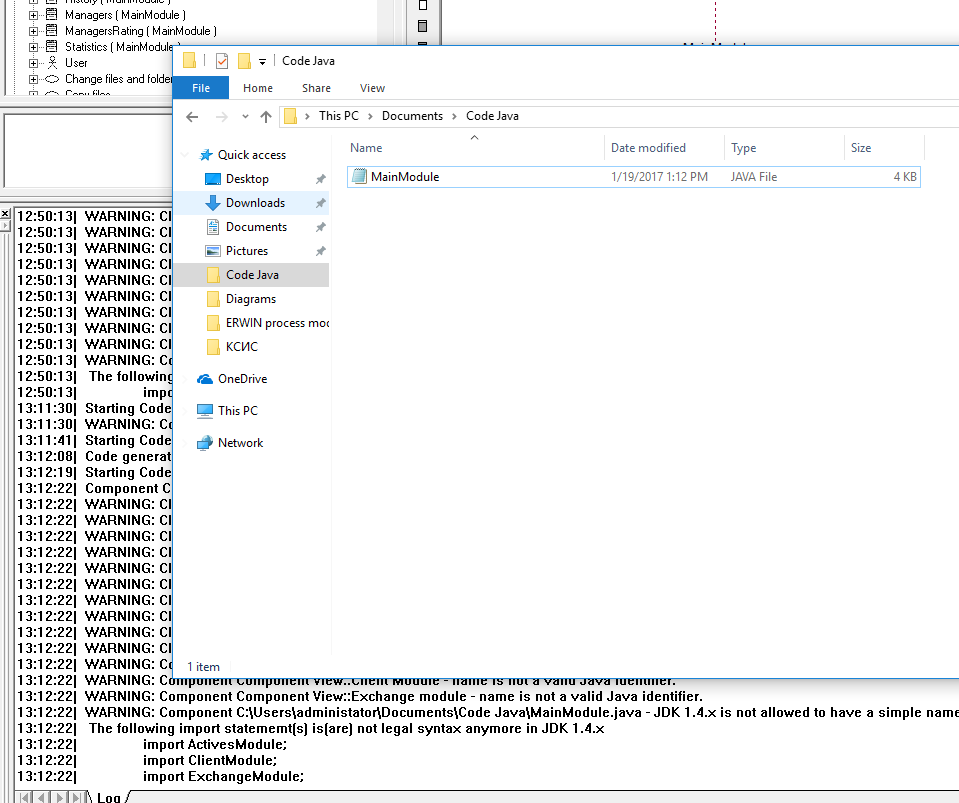 History ( MainModule )
Managers ( MainModule )
ManagersRating ( MainModule )
Statistics ( MainModule )
User
Change files and folder
Copy files
Code Java
File Home Share View
This PC Documents Code Java
Name Date modified Type Size
MainModule 1/19/2017 1:12 PM JAVA File 4 KB
Quick access
Desktop
Downloads
Documents
Pictures
Code Java
Diagrams
ERWIN process mod
КСИС
OneDrive
This PC
Network
1 item
12:50:13| WARNING: Cl
12:50:13| WARNING: Cl
12:50:13| WARNING: Cl
12:50:13| WARNING: Cl
12:50:13| WARNING: Cl
12:50:13| WARNING: Cl
12:50:13| WARNING: Cl
12:50:13| WARNING: Cl
12:50:13| WARNING: Cl
12:50:13| WARNING: Co
12:50:13| The following
12:50:13| impo
13:11:30| Starting Code
13:11:30| WARNING: Co
13:11:41| Starting Code
13:12:08| Code generat
13:12:19| Starting Code
13:12:22| Component C
13:12:22| WARNING: Cl
13:12:22| WARNING: Cl
13:12:22| WARNING: Cl
13:12:22| WARNING: Cl
13:12:22| WARNING: Cl
13:12:22| WARNING: Cl
13:12:22| WARNING: Cl
13:12:22| WARNING: Cl
13:12:22| WARNING: Cl
13:12:22| WARNING: Cl
13:12:22| WARNING: Co
13:12:22| WARNING: Component Component View::Client Module - name is not a valid Java identifier.
13:12:22| WARNING: Component Component View::Exchange module - name is not a valid Java identifier.
13:12:22| WARNING: Component C:\Users\administator\Documents\Code Java\MainModule.java - JDK 1.4.x is not allowed to have a simple name
13:12:22| The following import statememt(s) is(are) not legal syntax anymore in JDK 1.4.x
13:12:22| import ActivesModule;
13:12:22| import ClientModule;
13:12:22| import ExchangeModule;
Log